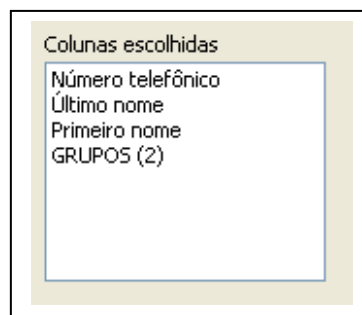 Colunas escolhidas
Número telefônico
Último nome
Primeiro nome
GRUPOS (2)